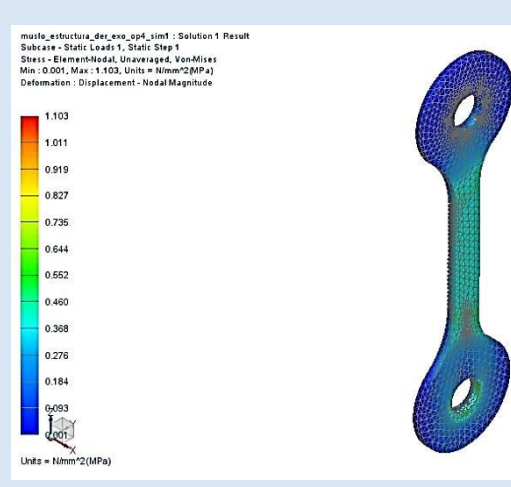 muslo_estructura_der_exo_op4_sim1 : Solution 1 Result
Subcase - Static Loads 1, Static Step 1
Stress - Element-Nodal, Unaveraged, Von-Mises
Min : 0.001, Max : 1.103, Units = N/mm^2(MPa)
Deformation : Displacement - Nodal Magnitude
1.103
1.011
0.919
0.827
0.735
0.644
0.552
0.460
0.368
0.276
0.184
0.093
0.001
X
Units = N/mm^2(MPa)